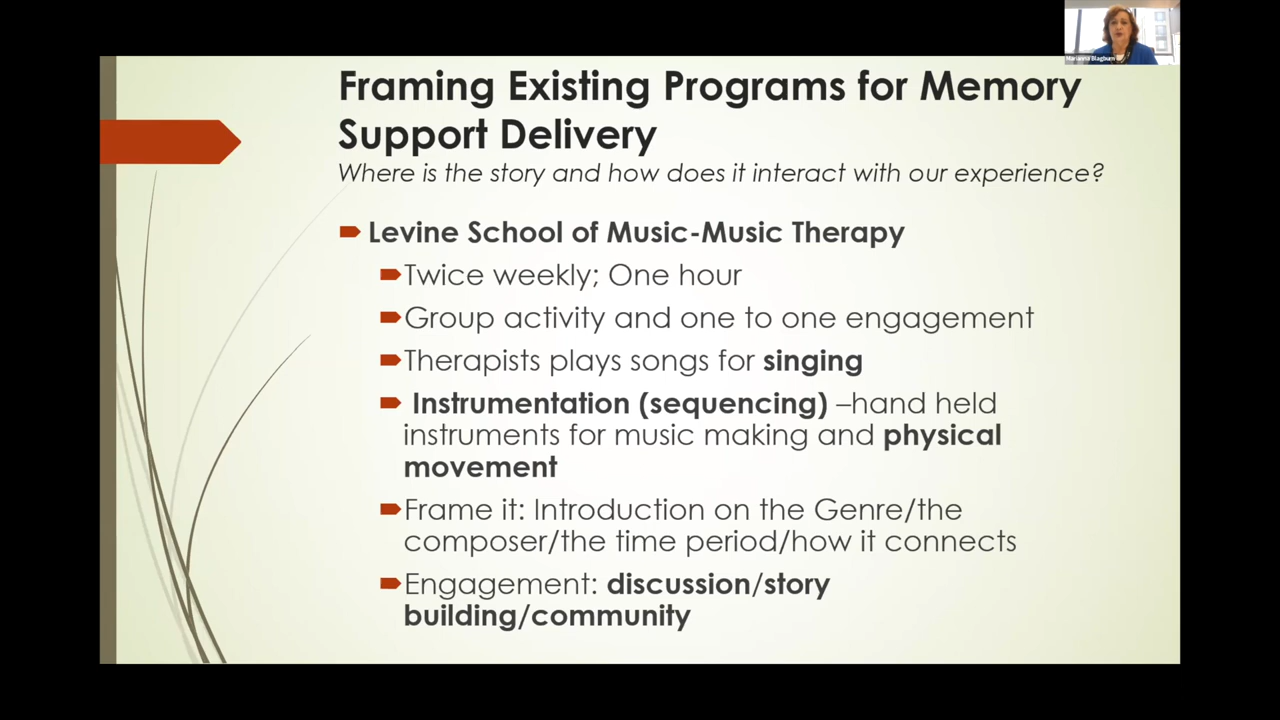 Marianna Blagburn
Framing Existing Programs for Memory
Support Delivery
Where is the story and how does it interact with our experience?
Levine School of Music-Music Therapy
Twice weekly; One hour
Group activity and one to one engagement
Therapists plays songs for singing
Instrumentation (sequencing) –hand held
instruments for music making and physical
movement
Frame it: Introduction on the Genre/the
composer/the time period/how it connects
Engagement: discussion/story
building/community